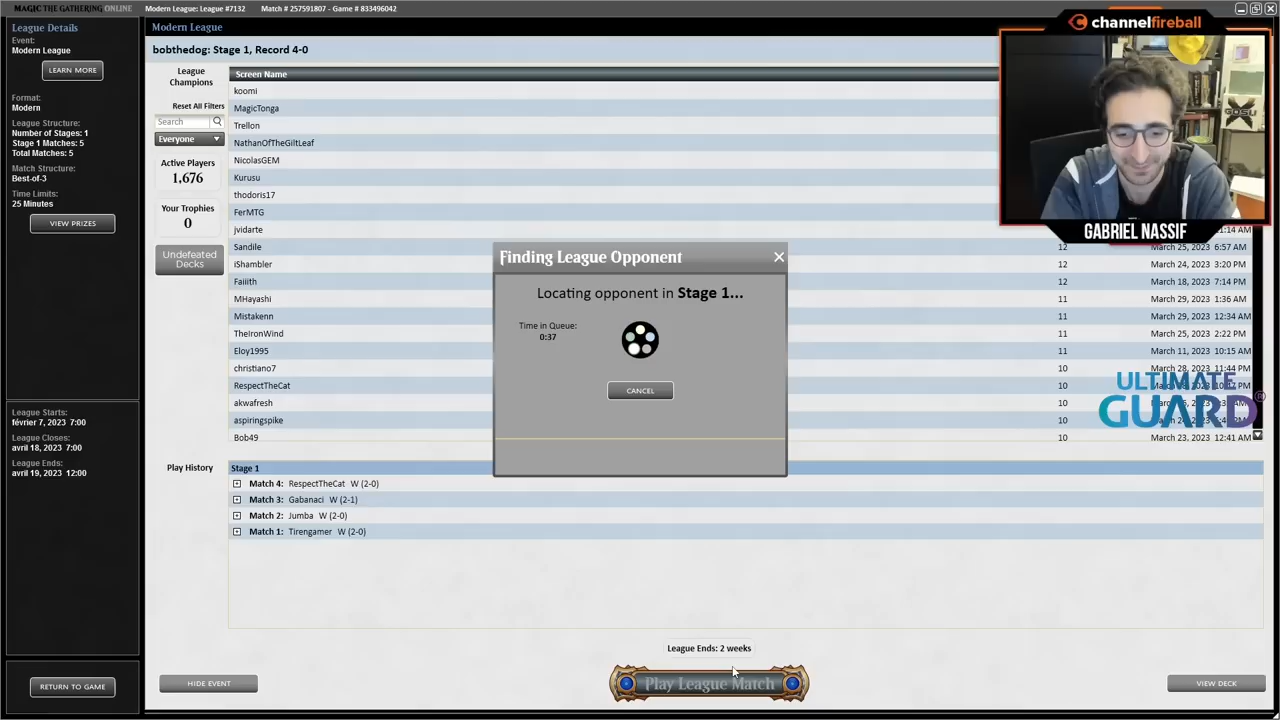 MAGIC THE GATHERING ONLINE
Modern League: League #7132
Match # 257591807 - Game # 833496042
League Details
Event:
Modern League
LEARN MORE
Format:
Modern
League Structure:
Number of Stages: 1
Stage 1 Matches: 5
Total Matches: 5
Match Structure:
Best-of-3
Time Limits:
25 Minutes
VIEW PRIZES
League Starts:
février 7, 2023 7:00
League Closes:
avril 18, 2023 7:00
League Ends:
avril 19, 2023 12:00
RETURN TO GAME
Modern League
bobthedog: Stage 1, Record 4-0
League
Champions
Reset All Filters
Search
Everyone
Active Players
1,676
Your Trophies
0
Undefeated
Decks
Screen Name
koomi
MagicTonga
Trellon
NathanOfTheGiltLeaf
NicolasGEM
Kurusu
thodoris17
FerMTG
jvidarte
Sandile 12 March 25, 2023 6:57 AM
iShambler 12 March 24, 2023 3:20 PM
Faiiith 12 March 18, 2023 7:14 PM
MHayashi 11 March 29, 2023 1:36 AM
Mistakenn 11 March 29, 2023 12:34 AM
TheIronWind 11 March 25, 2023 2:22 PM
Eloy1995 11 March 11, 2023 10:15 AM
christiano7 10 March 28, 2023 11:44 PM
RespectTheCat 10
akwafresh 10
aspiringspike 10
Bob49 10 March 23, 2023 12:41 AM
Finding League Opponent
Locating opponent in Stage 1...
Time in Queue:
0:37
CANCEL
Play History
Stage 1
Match 4: RespectTheCat W (2-0)
Match 3: Gabanaci W (2-1)
Match 2: Jumba W (2-0)
Match 1: Tirengamer W (2-0)
League Ends: 2 weeks
HIDE EVENT
Play League Match
VIEW DECK
channelfireball
GOSU
GABRIEL NASSIF
ULTIMATE
GUARD